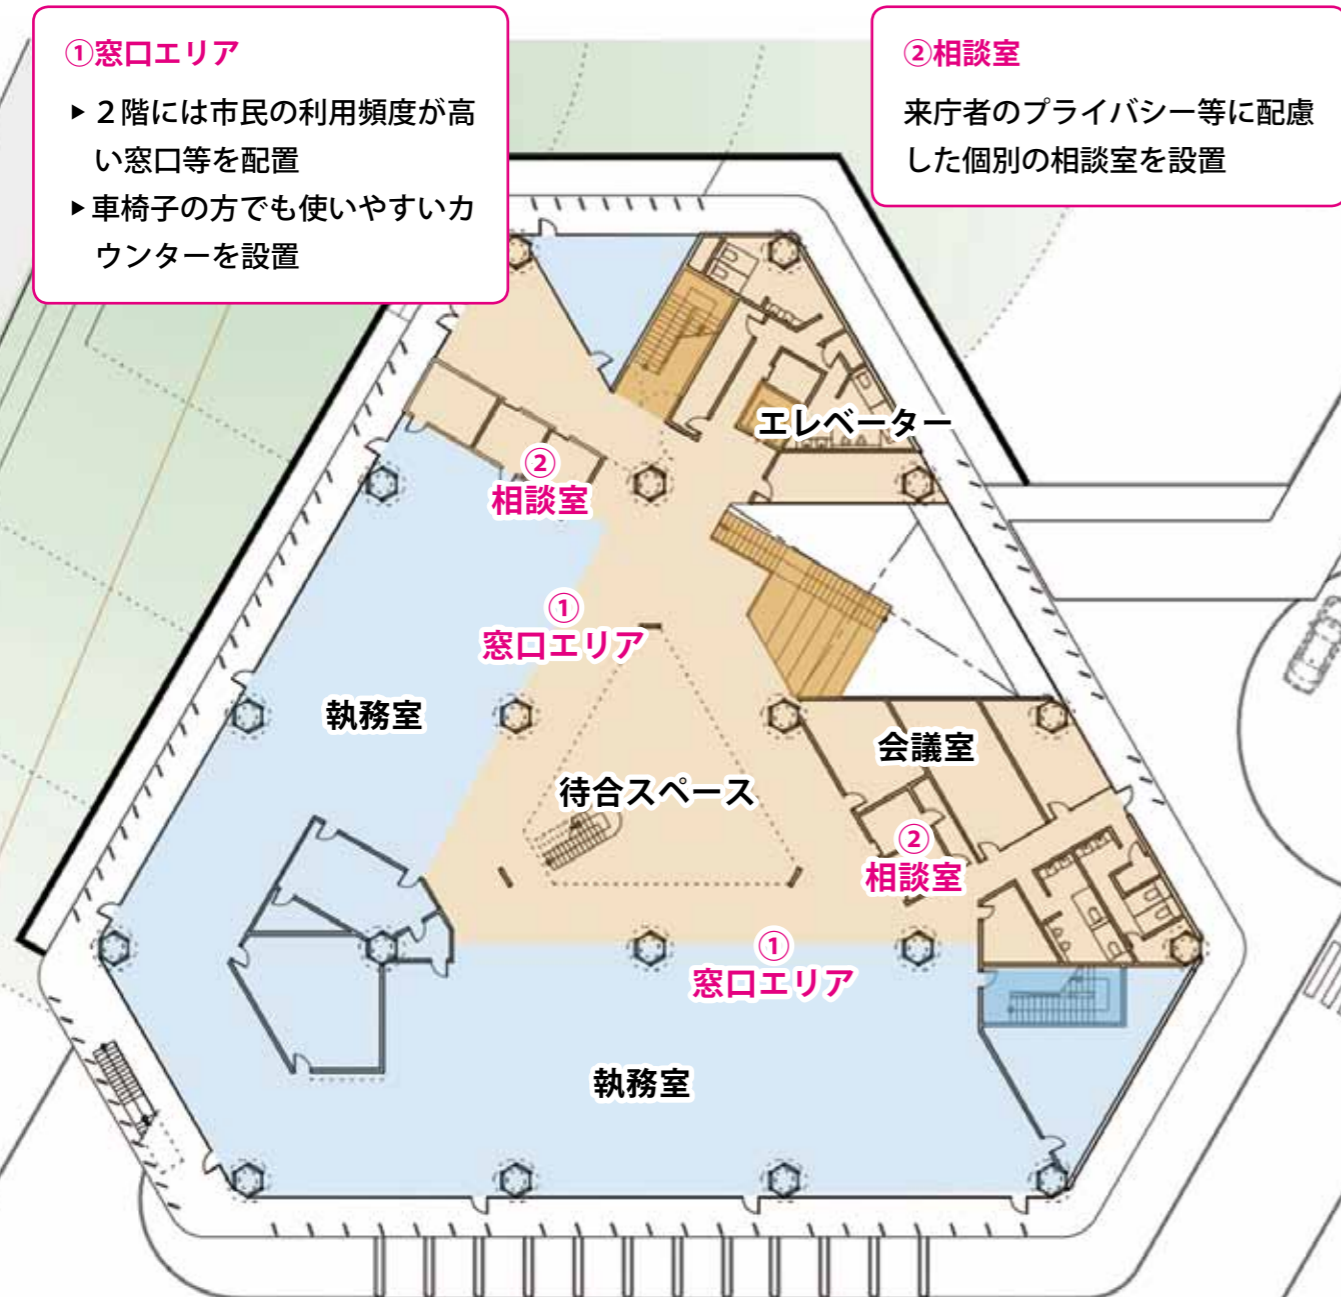 ①窓口エリア
▶２階には市民の利用頻度が高
い窓口等を配置
▶車椅子の方でも使いやすいカ
ウンターを設置
②相談室
来庁者のプライバシー等に配慮
した個別の相談室を設置
エレベーター
②
相談室
①
窓口エリア
執務室
会議室
待合スペース
②
相談室
①
窓口エリア
執務室